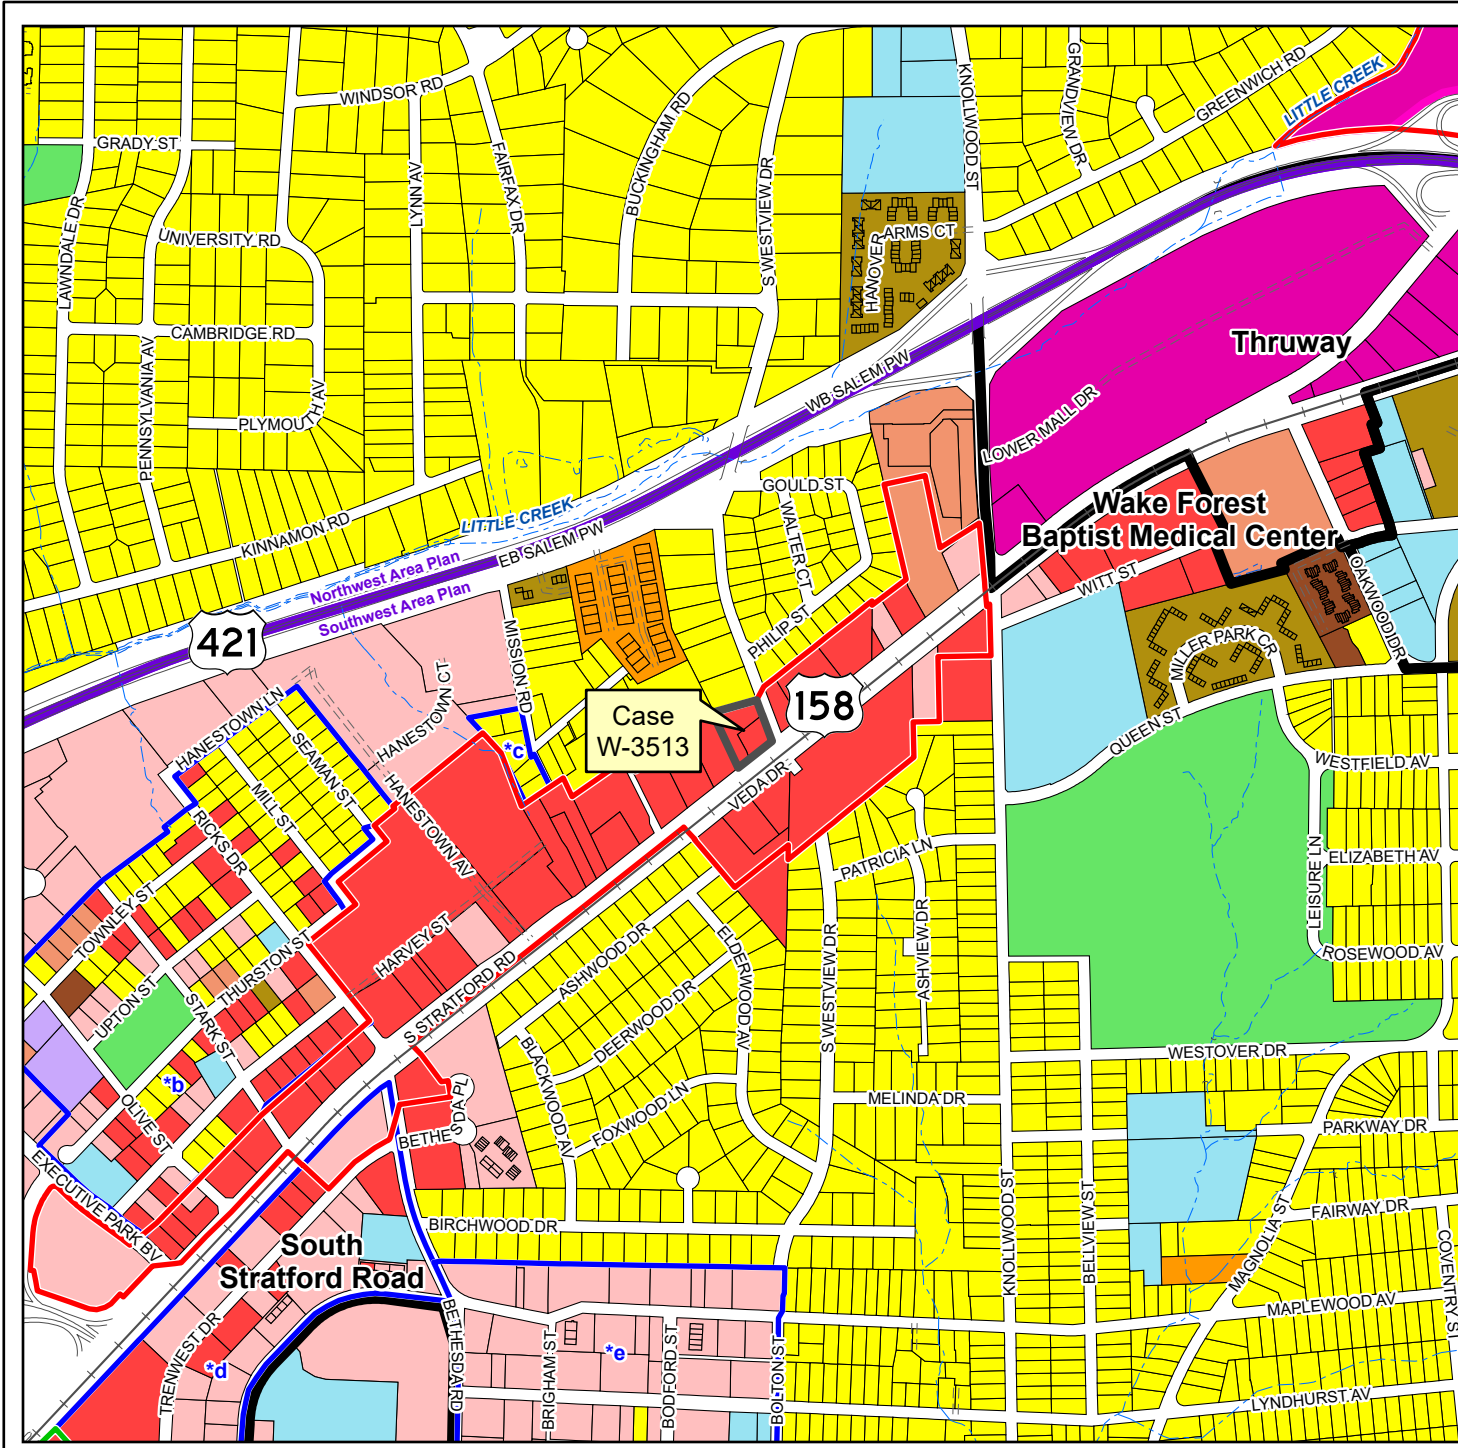 WINDSOR RD
GRADY ST
LAWNDALE DR
LYNN AV
FAIRFAX DR
BUCKINGHAM RD
S WESTVIEW DR
KNOLLWOOD ST
GRANDVIEW DR
GREENWICH RD
LITTLE CREEK
UNIVERSITY RD
HANOVER
ARMS CT
CAMBRIDGE RD
PENNSYLVANIA AV
PLYMOUTH AV
WB SALEM PW
Thruway
LOWER MALL DR
KINNAMON RD
LITTLE CREEK
EB SALEM PW
GOULD ST
WALTER CT
Wake Forest
Baptist Medical Center
Northwest Area Plan
Southwest Area Plan
421
MISSION RD
PHILIP ST
WITT ST
OAKWOOD DR
MILLER PARK CR
QUEEN ST
HANESTOWN CT
HANESTOWN LN
SEAMAN ST
MILL ST
RICKS DR
HANESTOWN AV
*c
Case
W-3513
158
VEDA DR
WESTFIELD AV
ELIZABETH AV
LEISURE LN
ROSEWOOD AV
PATRICIA LN
ASHVIEW DR
S WESTVIEW DR
TOWNLEY ST
UPTON ST
STARK ST
THURSTON ST
HARVEY ST
S STRATFORD RD
ASHWOOD DR
DEERWOOD DR
ELDERWOOD AV
BLACKWOOD AV
FOXWOOD LN
*b
OLIVE ST
EXECUTIVE PARK BV
BETHESDA PL
WESTOVER DR
MELINDA DR
PARKWAY DR
BIRCHWOOD DR
KNOLLWOOD ST
BELLVIEW ST
MAGNOLIA ST
FAIRWAY DR
COVENTRY ST
South
Stratford Road
MAPLEWOOD AV
TRENWEST DR
*d
BETHESDA RD
BRIGHAM ST
*e
BODFORD ST
BOLTON ST
LYNDHURST AV